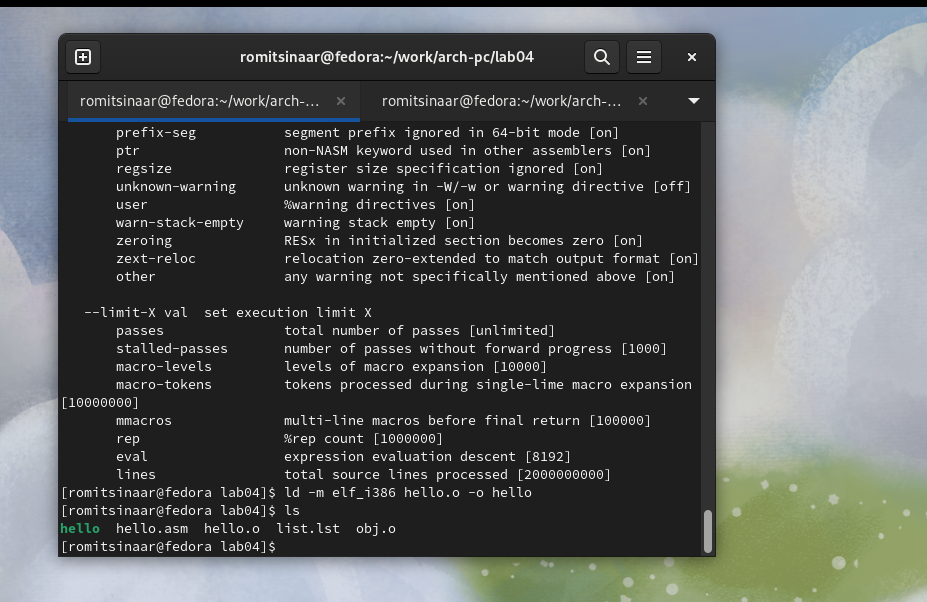 romitsinaar@fedora:~/work/arch-pc/lab04
romitsinaar@fedora:~/work/arch-... romitsinaar@fedora:~/work/arch-pc/...
prefix-seg segment prefix ignored in 64-bit mode [on]
ptr non-NASM keyword used in other assemblers [on]
regsize register size specification ignored [on]
unknown-warning unknown warning in -W/-w or warning directive [off]
user %warning directives [on]
warn-stack-empty warning stack empty [on]
zeroing RESx in initialized section becomes zero [on]
zext-reloc relocation zero-extended to match output format [on]
other any warning not specifically mentioned above [on]
--limit-X val set execution limit X
passes total number of passes [unlimited]
stalled-passes number of passes without forward progress [1000]
macro-levels levels of macro expansion [10000]
macro-tokens tokens processed during single-lime macro expansion
[10000000]
mmacros multi-line macros before final return [100000]
rep %rep count [1000000]
eval expression evaluation descent [8192]
lines total source lines processed [2000000000]
[romitsinaar@fedora lab04]$ ld -m elf_i386 hello.o -o hello
[romitsinaar@fedora lab04]$ ls
hello hello.asm hello.o list.lst obj.o
[romitsinaar@fedora lab04]$